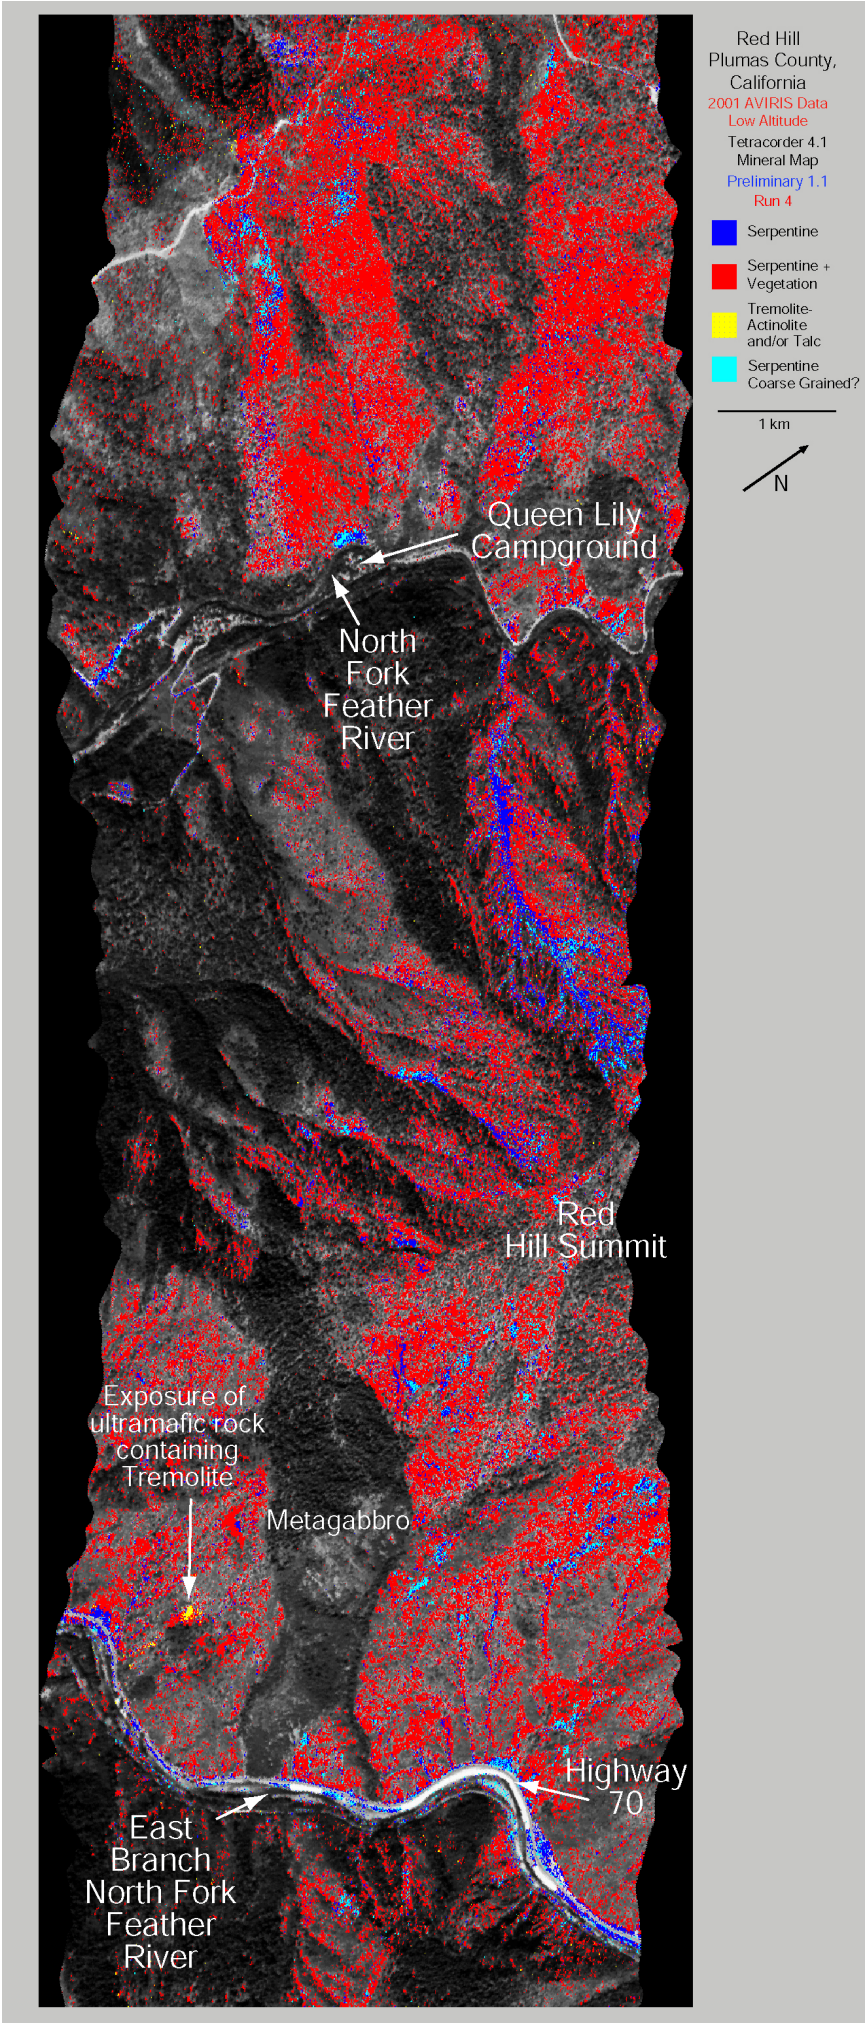 Red Hill
Plumas County,
California
2001 AVIRIS Data
Low Altitude
Tetracorder 4.1
Mineral Map
Preliminary 1.1
Run 4
Serpentine
Serpentine +
Vegetation
Tremolite-
Actinolite
and/or Talc
Serpentine
Coarse Grained?
1 km
N
Queen Lily
Campground
North
Fork
Feather
River
Red
Hill Summit
Exposure of
ultramafic rock
containing
Tremolite
Metagabbro
Highway
70
East
Branch
North Fork
Feather
River